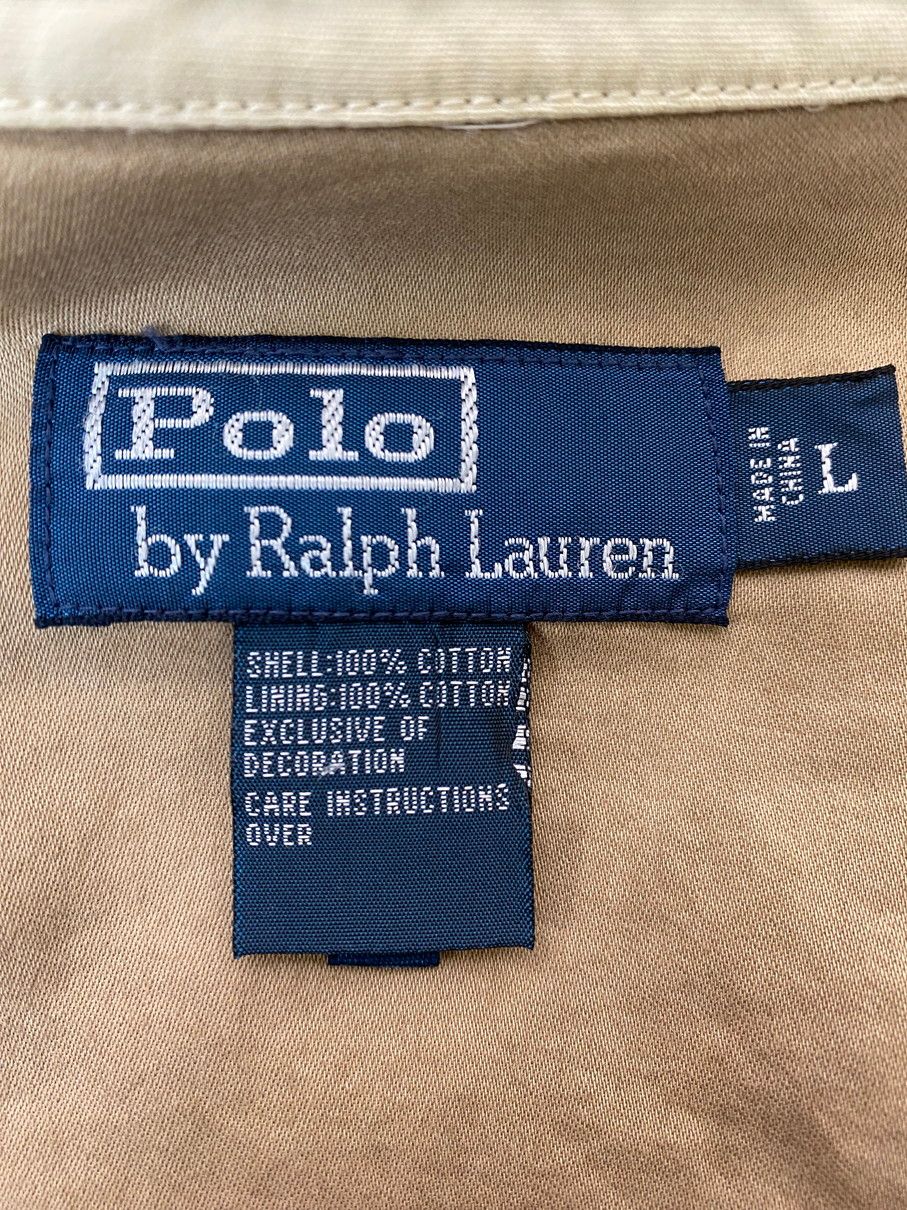 Polo
by Ralph Lauren
MADE IN
CHINA
L
SHELL:100% COTTON
LINING:100% COTTON
EXCLUSIVE OF
DECORATION
CARE INSTRUCTIONS
OVER